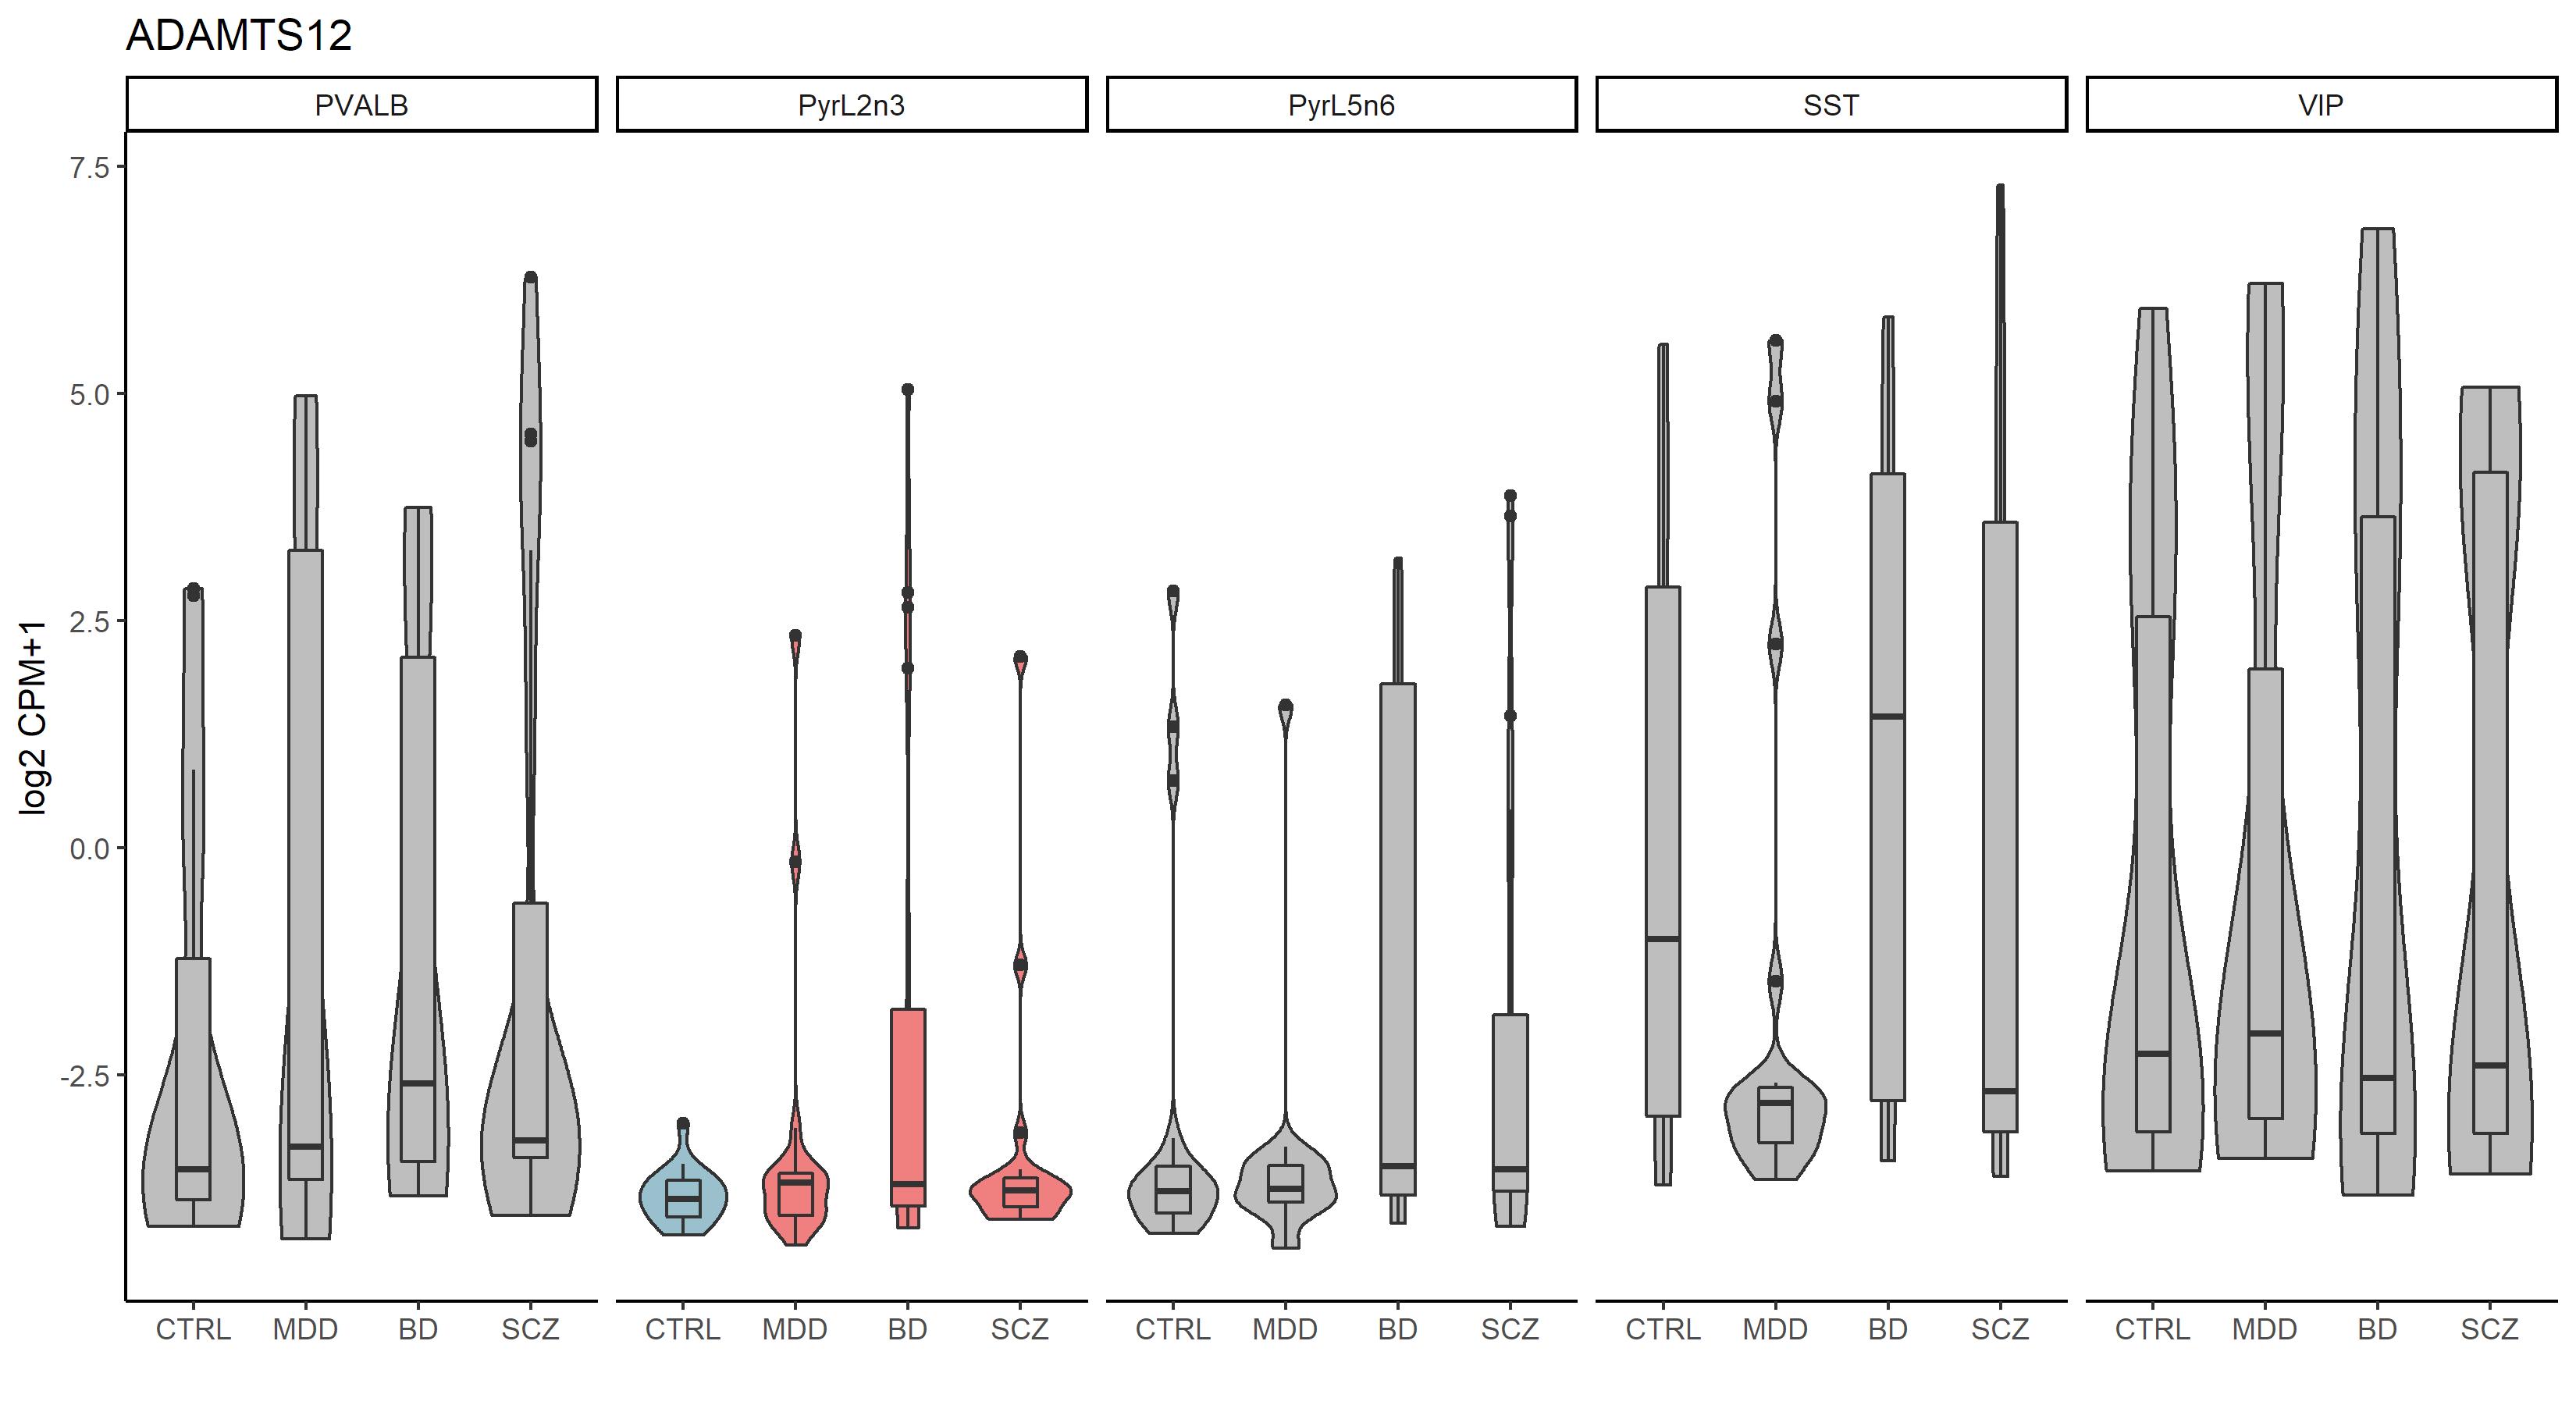 ADAMTS12
PVALB PyrL2n3 PyrL5n6 SST VIP
7.5
5.0
2.5
0.0
-2.5
log2 CPM+1
CTRL MDD BD SCZ CTRL MDD BD SCZ CTRL MDD BD SCZ CTRL MDD BD SCZ CTRL MDD BD SCZ